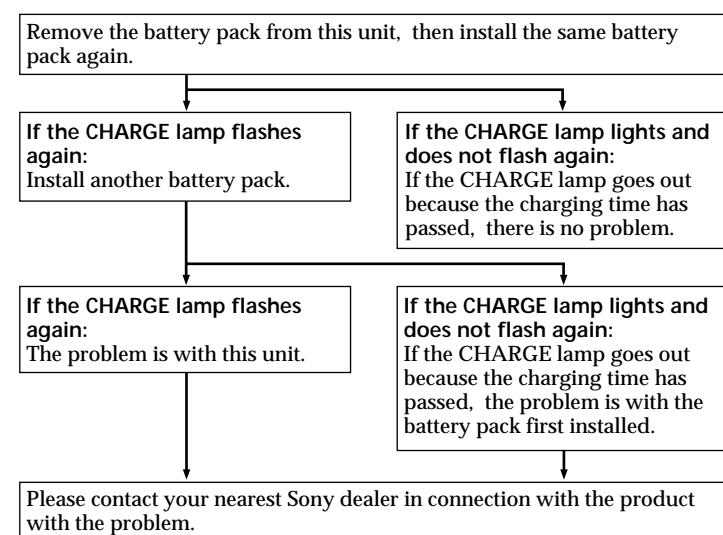 Remove the battery pack from this unit, then install the same battery
pack again.
If the CHARGE lamp flashes
again:
Install another battery pack.
If the CHARGE lamp lights and
does not flash again:
If the CHARGE lamp goes out
because the charging time has
passed, there is no problem.
If the CHARGE lamp flashes
again:
The problem is with this unit.
If the CHARGE lamp lights and
does not flash again:
If the CHARGE lamp goes out
because the charging time has
passed, the problem is with the
battery pack first installed.
Please contact your nearest Sony dealer in connection with the product
with the problem.